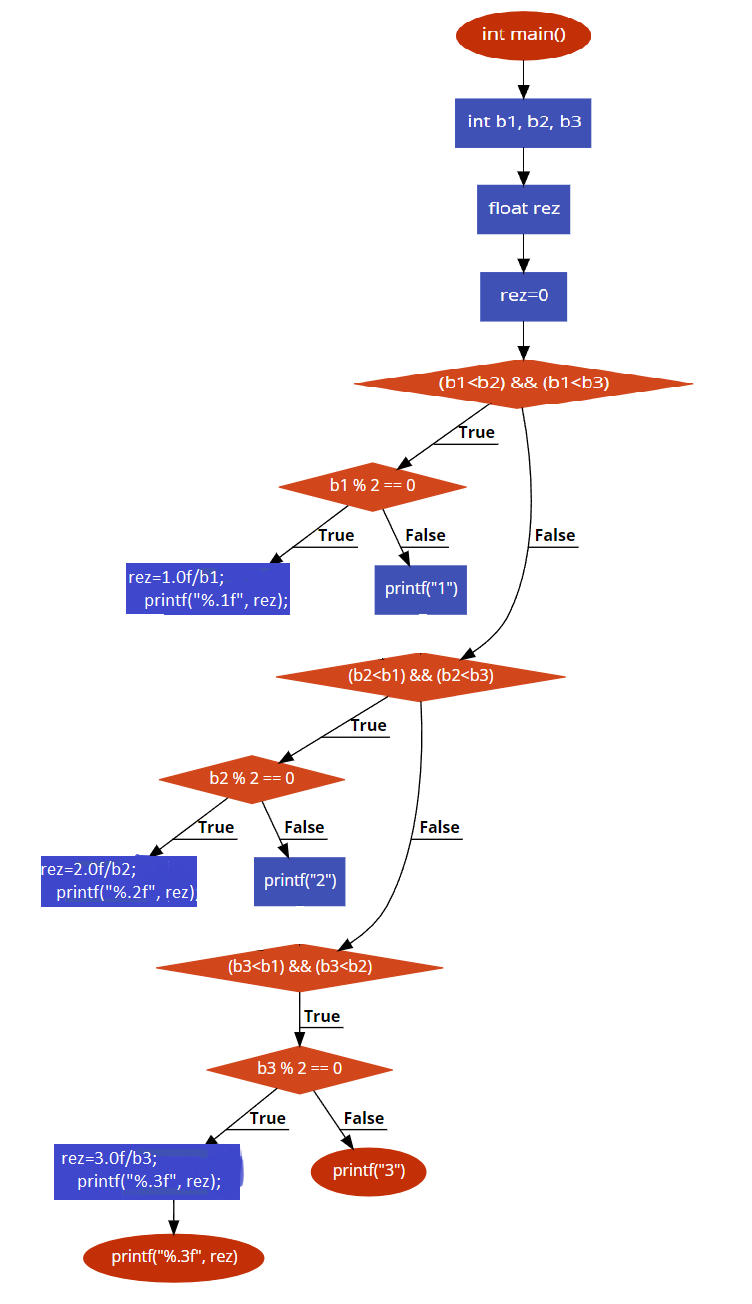 int main()
int b1, b2, b3
float rez
rez=0
(b1<b2) && (b1<b3)
True
b1 % 2 == 0
True
False
False
rez=1.0f/b1;
printf("%.1f", rez);
printf("1")
(b2<b1) && (b2<b3)
True
b2 % 2 == 0
True
False
False
rez=2.0f/b2;
printf("%.2f", rez);
printf("2")
(b3<b1) && (b3<b2)
True
b3 % 2 == 0
True
False
rez=3.0f/b3;
printf("%.3f", rez);
printf("3")
printf("%.3f", rez)